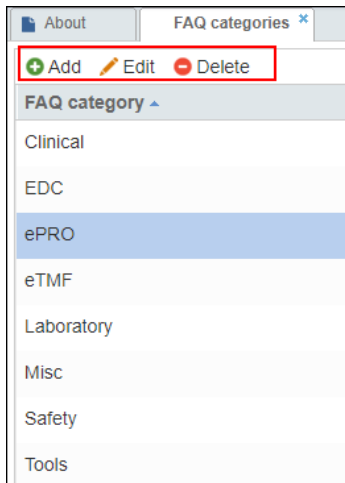 About FAQ categories ×
Add Edit Delete
FAQ category
Clinical
EDC
ePRO
eTMF
Laboratory
Misc
Safety
Tools